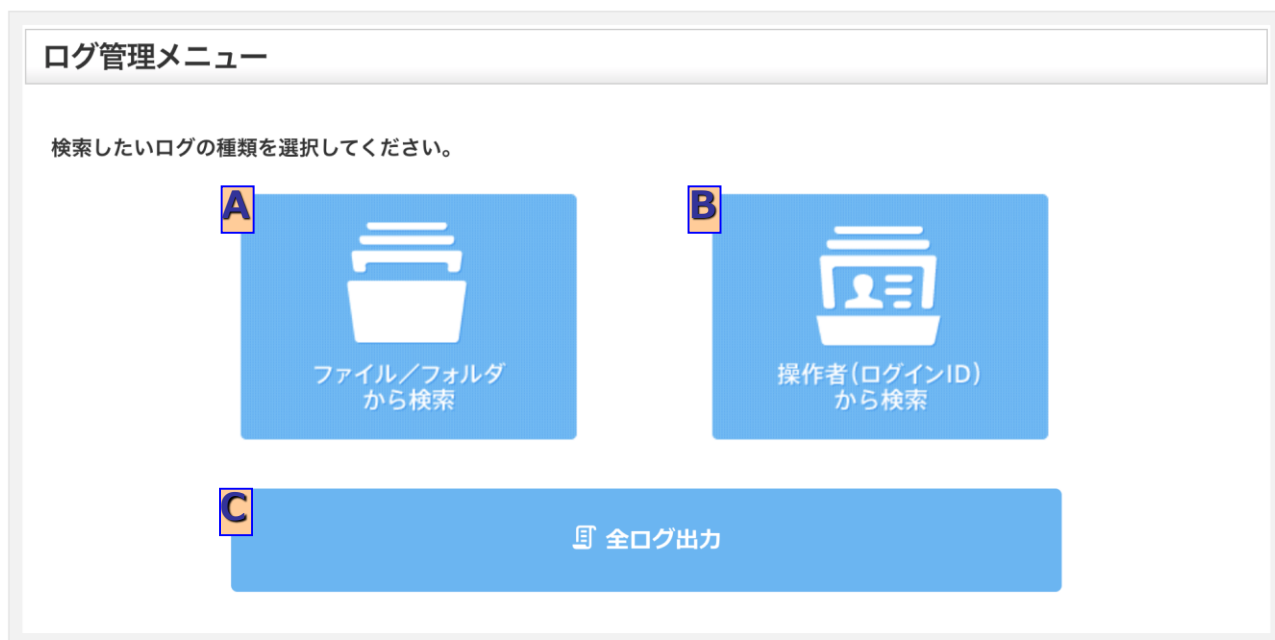 ログ管理メニュー
検索したいログの種類を選択してください。
A
B
ファイル／フォルダ
から検索
操作者(ログインID)
から検索
C
全ログ出力